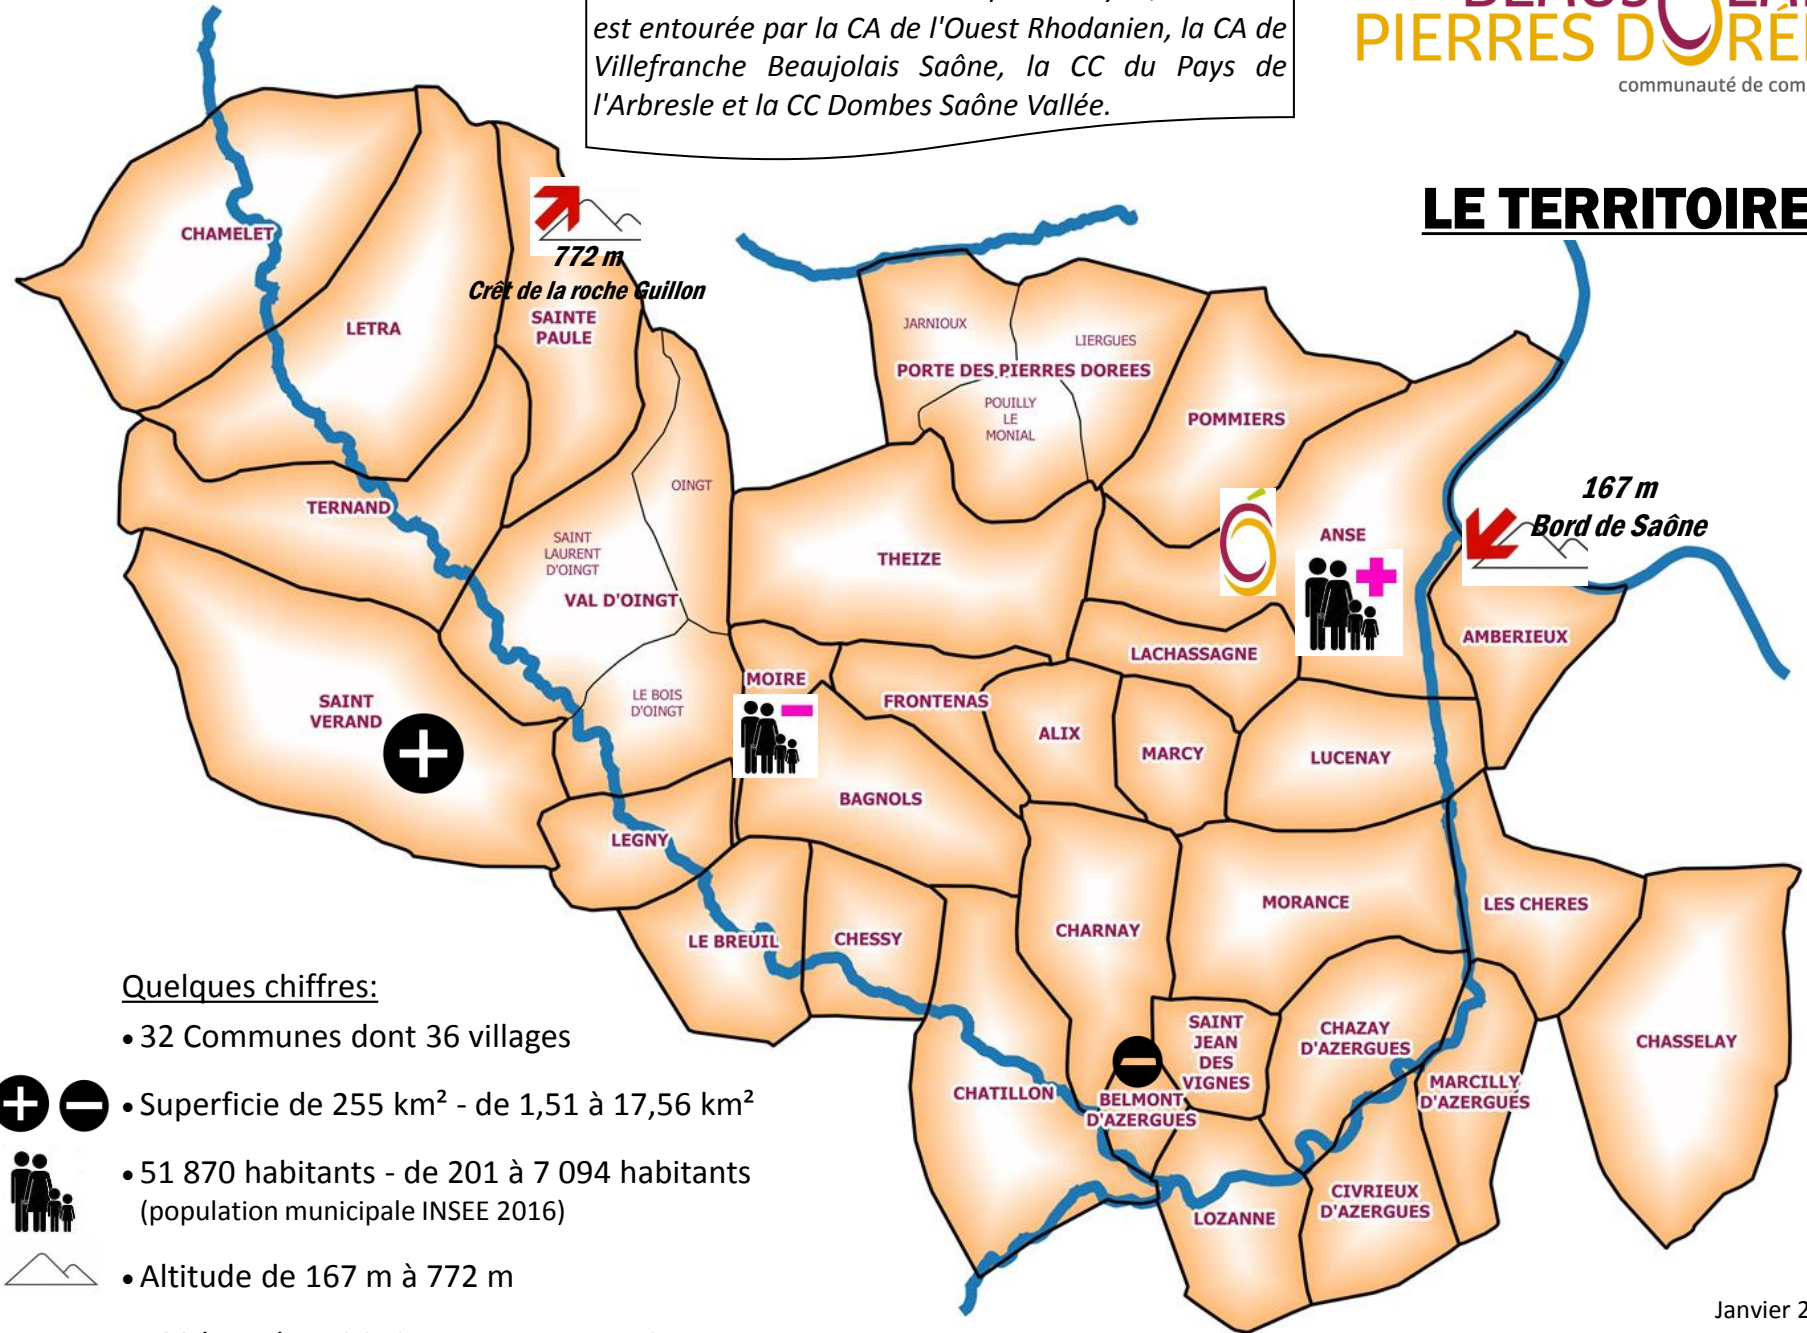 est entourée par la CA de l'Ouest Rhodanien, la CA de
Villefranche Beaujolais Saône, la CC du Pays de
l'Arbresle et la CC Dombes Saône Vallée.
PIERRES DORÉE
communauté de com
LE TERRITOIRE
CHAMELET
772 m
Crêt de la roche Guillon
LETRA
SAINTE
PAULE
JARNIOUX
LIERGUES
PORTE DES PIERRES DOREES
POUILLY
LE
MONIAL
POMMIERS
OINGT
TERNAND
167 m
Bord de Saône
SAINT
LAURENT
D'OINGT
THEIZE
ANSE
VAL D'OINGT
AMBERIEUX
LACHASSAGNE
MOIRE
SAINT
VERAND
LE BOIS
D'OINGT
FRONTENAS
ALIX
MARCY
LUCENAY
BAGNOLS
LEGNY
MORANCE
LES CHERES
LE BREUIL
CHESSY
CHARNAY
Quelques chiffres:
• 32 Communes dont 36 villages
SAINT
JEAN
DES
VIGNES
CHAZAY
D'AZERGUES
CHASSELAY
CHATILLON
BELMONT
D'AZERGUES
MARCILLY
D'AZERGUES
• Superficie de 255 km² - de 1,51 à 17,56 km²
• 51 870 habitants - de 201 à 7 094 habitants
(population municipale INSEE 2016)
LOZANNE
CIVRIEUX
D'AZERGUES
• Altitude de 167 m à 772 m
Janvier 2